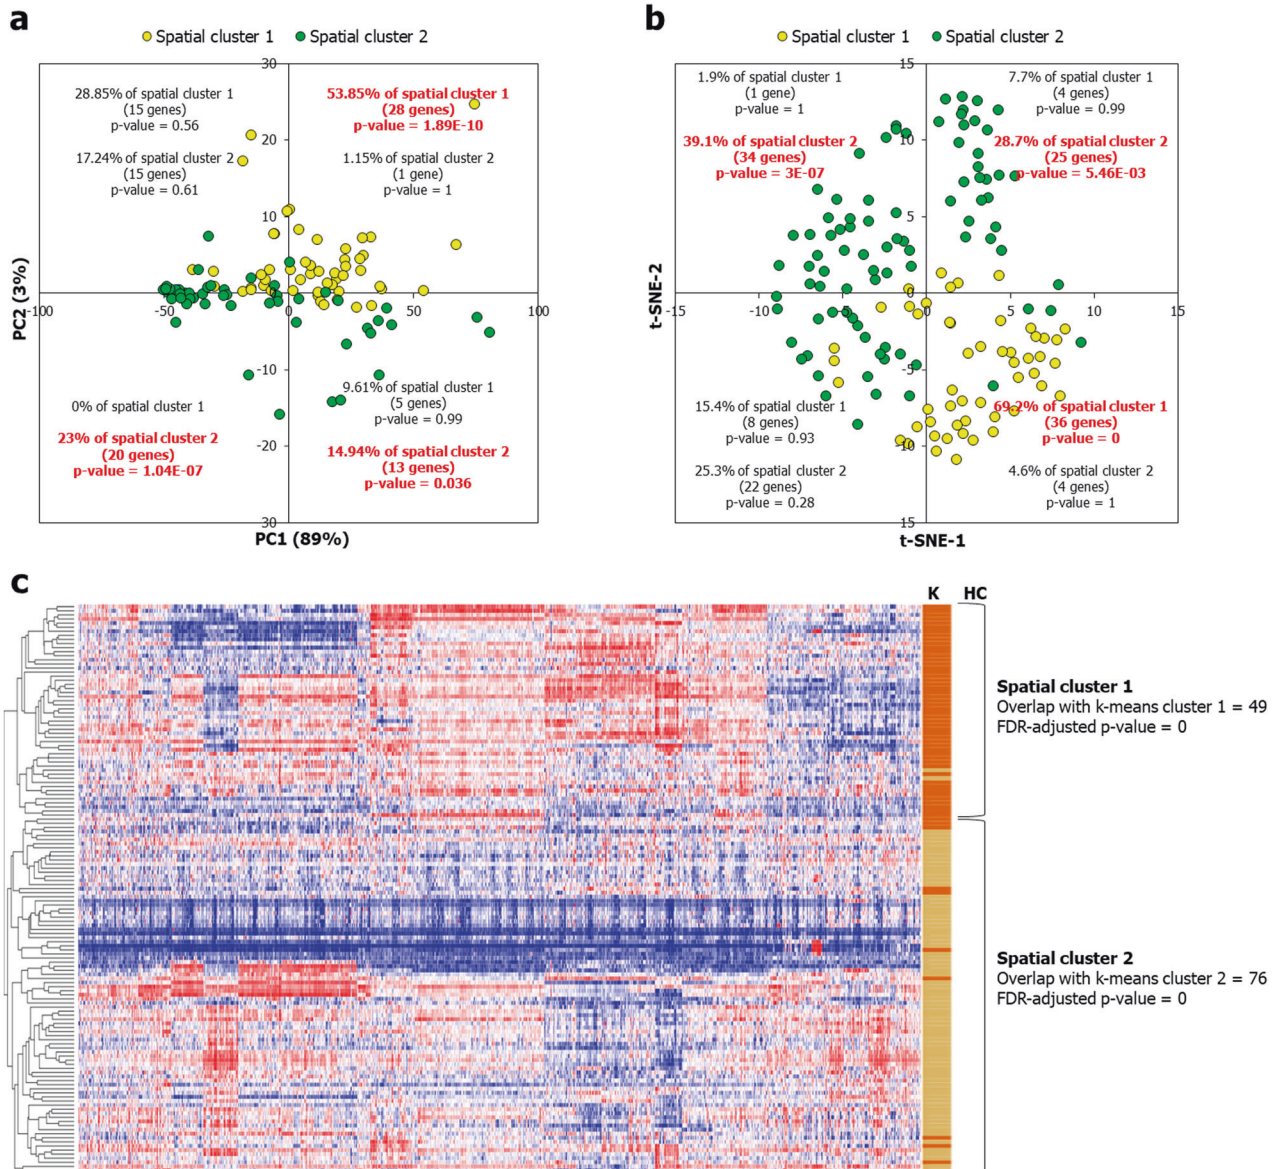 a
Spatial cluster 1
Spatial cluster 2
30
28.85% of spatial cluster 1
(15 genes)
p-value = 0.56
53.85% of spatial cluster 1
(28 genes)
p-value = 1.89E-10
20
17.24% of spatial cluster 2
(15 genes)
p-value = 0.61
1.15% of spatial cluster 2
(1 gene)
p-value = 1
10
0
-100
-50
0
50
100
-10
9.61% of spatial cluster 1
(5 genes)
p-value = 0.99
0% of spatial cluster 1
23% of spatial cluster 2
(20 genes)
p-value = 1.04E-07
-20
14.94% of spatial cluster 2
(13 genes)
p-value = 0.036
30
PC1 (89%)
PC2 (3%)
b
Spatial cluster 1
Spatial cluster 2
15
1.9% of spatial cluster 1
(1 gene)
p-value = 1
7.7% of spatial cluster 1
(4 genes)
p-value = 0.99
10
39.1% of spatial cluster 2
(34 genes)
p-value = 3E-07
28.7% of spatial cluster 2
(25 genes)
p-value = 5.46E-03
5
0
-15
-10
-5
0
5
10
15
-5
15.4% of spatial cluster 1
(8 genes)
p-value = 0.93
69.2% of spatial cluster 1
(36 genes)
p-value = 0
-10
25.3% of spatial cluster 2
(22 genes)
p-value = 0.28
4.6% of spatial cluster 2
(4 genes)
p-value = 1
15
t-SNE-1
t-SNE-2
c
K
HC
Spatial cluster 1
Overlap with k-means cluster 1 = 49
FDR-adjusted p-value = 0
Spatial cluster 2
Overlap with k-means cluster 2 = 76
FDR-adjusted p-value = 0